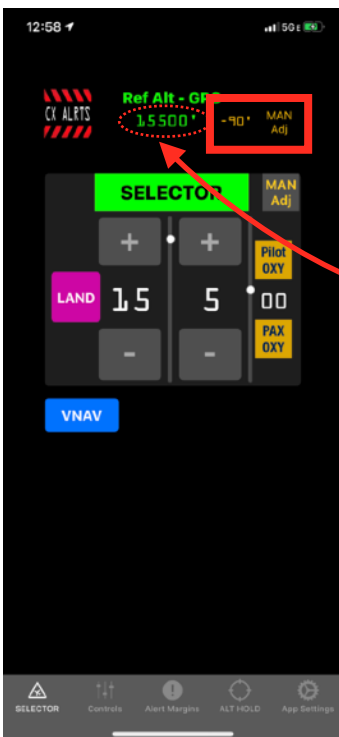 12:58
5GE
CX ALRTS
Ref Alt - GPS
15500'
-90'
MAN
Adj
SELECTOR
MAN
Adj
+ +
Pilot
OXY
LAND 15 5 00
PAX
OXY
- -
VNAV
SELECTOR Controls Alert Margins ALT HOLD App Settings